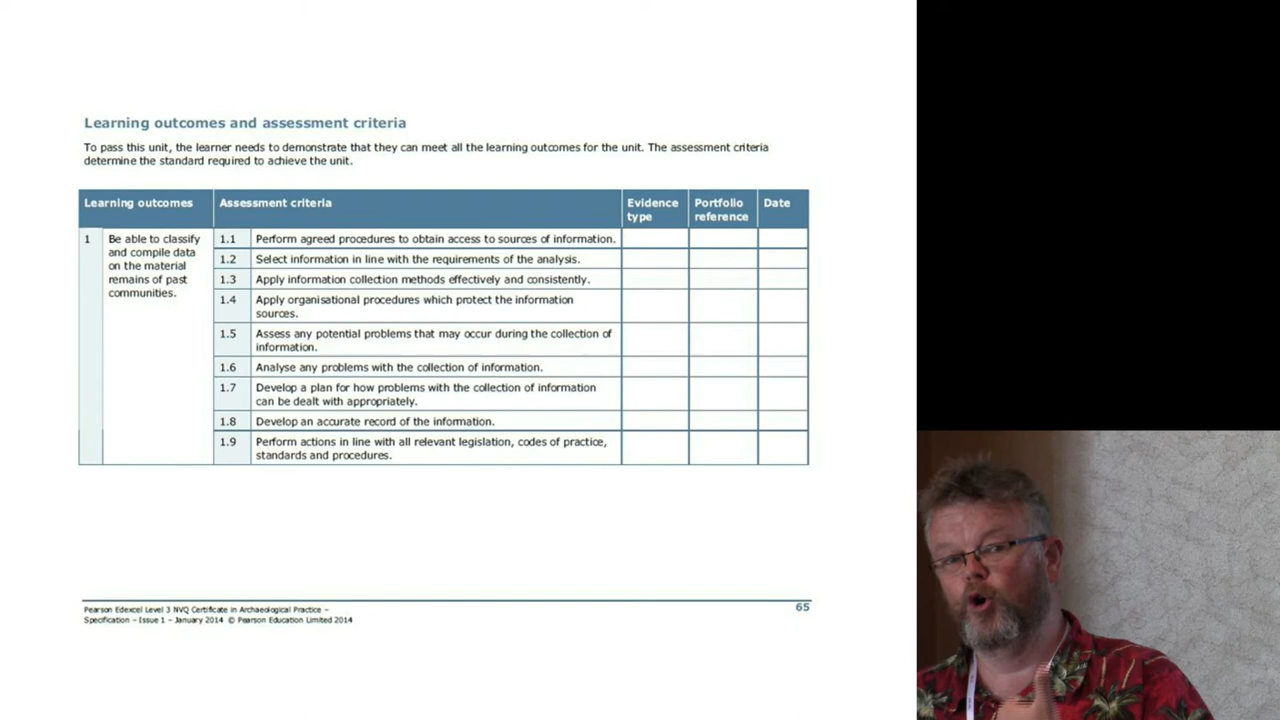 Learning outcomes and assessment criteria
To pass this unit, the learner needs to demonstrate that they can meet all the learning outcomes for the unit. The assessment criteria
determine the standard required to achieve the unit.
Learning outcomes
Assessment criteria
Evidence
type
Portfolio
reference
Date
1
Be able to classify
and compile data
on the material
remains of past
communities.
1.1 Perform agreed procedures to obtain access to sources of information.
1.2 Select information in line with the requirements of the analysis.
1.3 Apply information collection methods effectively and consistently.
1.4 Apply organisational procedures which protect the information
sources.
1.5 Assess any potential problems that may occur during the collection of
information.
1.6 Analyse any problems with the collection of information.
1.7 Develop a plan for how problems with the collection of information
can be dealt with appropriately.
1.8 Develop an accurate record of the information.
1.9 Perform actions in line with all relevant legislation, codes of practice,
standards and procedures.
Pearson Edexcel Level 3 NVQ Certificate in Archaeological Practice –
Specification – Issue 1 – January 2014 © Pearson Education Limited 2014
65